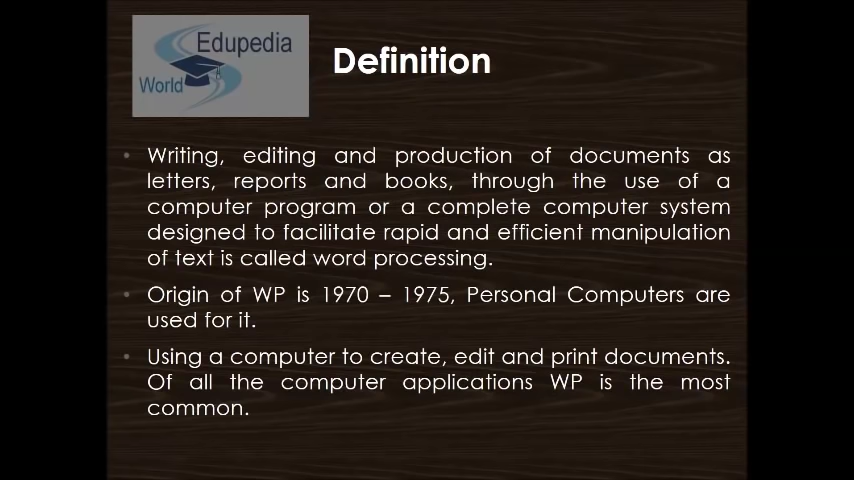 Edupedia
World
Definition
• Writing, editing and production of documents as
letters, reports and books, through the use of a
computer program or a complete computer system
designed to facilitate rapid and efficient manipulation
of text is called word processing.
• Origin of WP is 1970 – 1975, Personal Computers are
used for it.
• Using a computer to create, edit and print documents.
Of all the computer applications WP is the most
common.